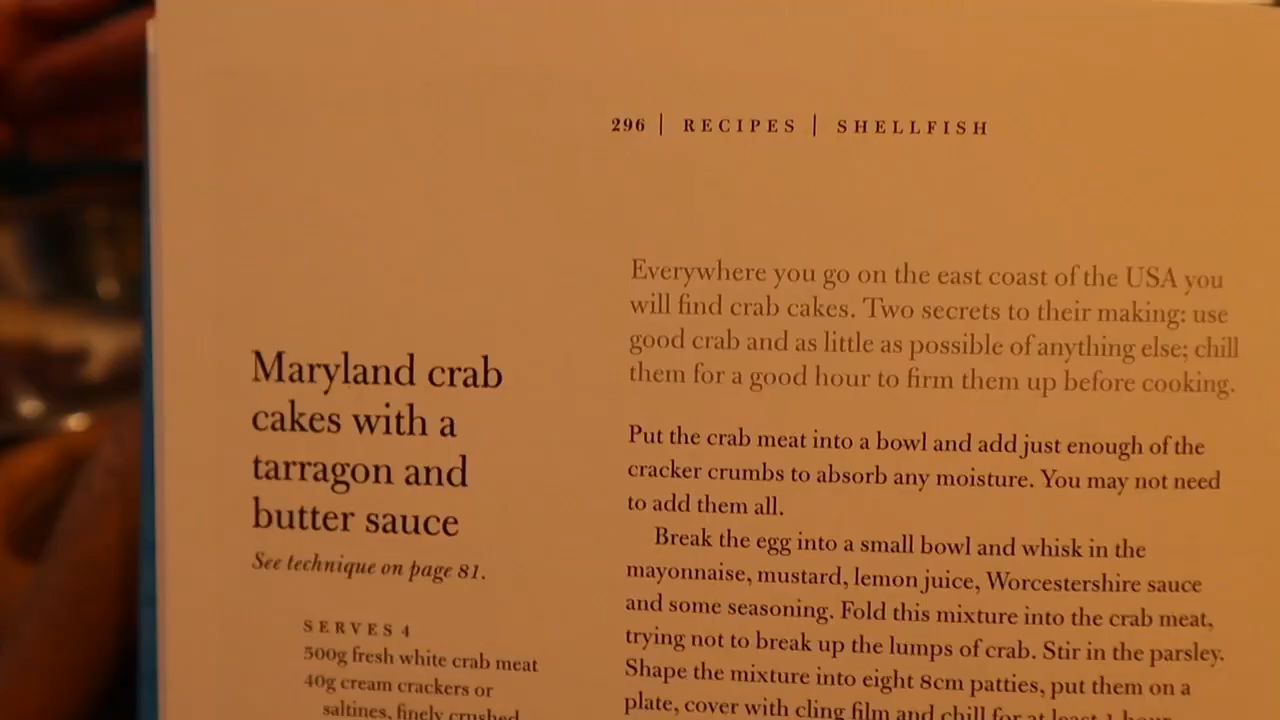 296 | RECIPES | SHELLFISH
Maryland crab
cakes with a
tarragon and
butter sauce
See technique on page 81.
SERVES 4
500g fresh white crab meat
40g cream crackers or
saltines, finely crushed
Everywhere you go on the east coast of the USA you
will find crab cakes. Two secrets to their making: use
good crab and as little as possible of anything else; chill
them for a good hour to firm them up before cooking.
Put the crab meat into a bowl and add just enough of the
cracker crumbs to absorb any moisture. You may not need
to add them all.
Break the egg into a small bowl and whisk in the
mayonnaise, mustard, lemon juice, Worcestershire sauce
and some seasoning. Fold this mixture into the crab meat,
trying not to break up the lumps of crab. Stir in the parsley.
Shape the mixture into eight 8cm patties, put them on a
plate, cover with cling film and chill for at least 1 hour.